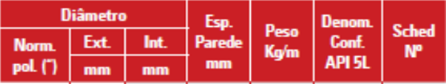 Diâmetro
Norm.
pol. (")
Ext.
mm
Int.
mm
Esp.
Parede
mm
Peso
Kg/m
Denom.
Conf.
API 5L
Sched
Nº